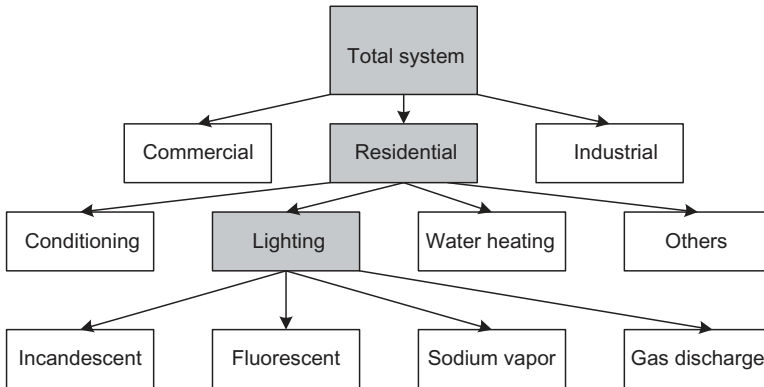 Total system
Commercial
Residential
Industrial
Conditioning
Lighting
Water heating
Others
Incandescent
Fluorescent
Sodium vapor
Gas discharge